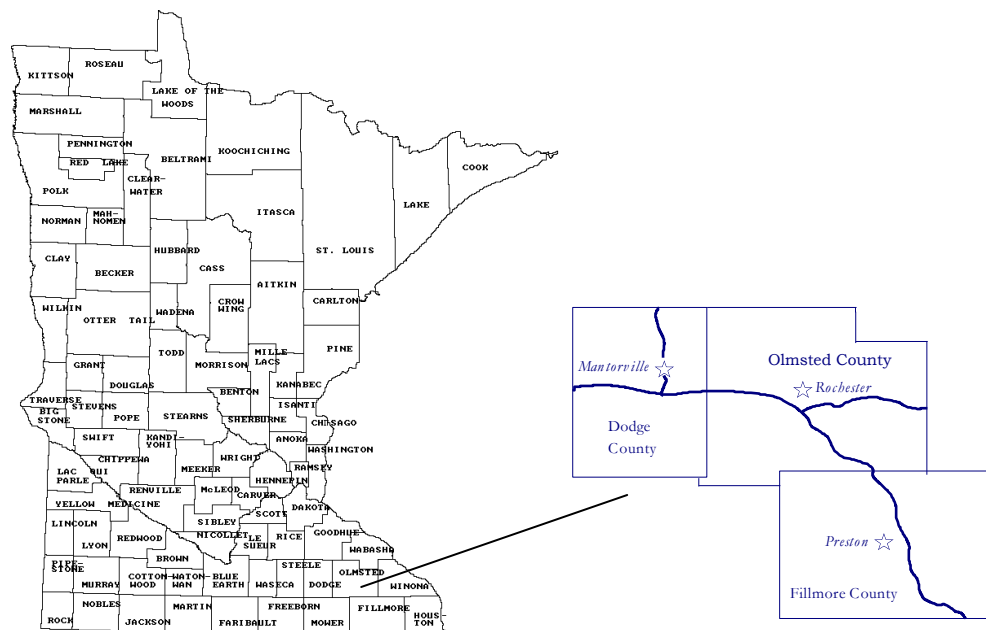 KITTSON
ROSEAU
LAKE OF THE
WOODS
MARSHALL
PENNINGTON
RED LAKE
BELTRAMI
KOOCHICHING
COOK
CLEAR-
WATER
POLK
ITASCA
LAKE
NORMAN
MAH-
NOMEN
HUBBARD
ST. LOUIS
CLAY
BECKER
CASS
AITKIN
CARLTON
WILKIN
OTTER TAIL
WADENA
CROW
WING
TODD
MORRISON
MILLE
LACS
PINE
GRANT
DOUGLAS
BENTON
KANABEC
TRAVERSE
STEVENS
ISANTI
BIG
STONE
POPE
STEARNS
SHERBURNE
CHISAGO
SWIFT
KANDI-
YOHI
ANOKA
WASHINGTON
CHIPPEWA
WRIGHT
RAMSEY
LAC QUI
PARLE
MEEKER
HENNEPIN
RENVILLE
McLEOD
CARVER
YELLOW MEDICINE
SCOTT
DAKOTA
LINCOLN
SIBLEY
LYON
REDWOOD
NICOLLET
LE
SUEUR
RICE
GOODHUE
BROWN
WABASHA
PIPE-
STONE
MURRAY
COTTON-
WOOD
WATON-
WAN
BLUE
EARTH
WASECA
STEELE
DODGE
OLMSTED
WINONA
ROCK
NOBLES
JACKSON
MARTIN
FARIBAULT
FREEBORN
MOWER
FILLMORE
HOUS-
TON
Mantorville
Olmsted County
Rochester
Dodge
County
Preston
Fillmore County